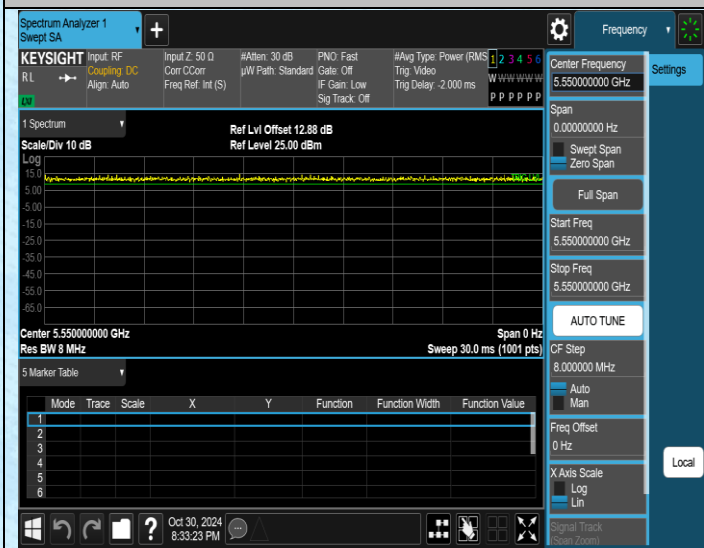 Spectrum Analyzer 1
Swept SA
Frequency
KEYSIGHT
RL
LXI
Input: RF
Coupling: DC
Align: Auto
Input Z: 50 Ω
Corr CCorr
Freq Ref: Int (S)
#Atten: 30 dB
µW Path: Standard
PNO: Fast
Gate: Off
IF Gain: Low
Sig Track: Off
#Avg Type: Power (RMS
Trig: Video
Trig Delay: -2.000 ms
1 2 3 4 5 6
W W W W W W
P P P P P P
1 Spectrum
Scale/Div 10 dB
Ref Lvl Offset 12.88 dB
Ref Level 25.00 dBm
Log
15.0
5.00
-5.00
-15.0
-25.0
-35.0
-45.0
-55.0
-65.0
Center 5.550000000 GHz
Res BW 8 MHz
Span 0 Hz
Sweep 30.0 ms (1001 pts)
5 Marker Table
Mode Trace Scale X Y Function Function Width Function Value
1
2
3
4
5
6
Oct 30, 2024
8:33:23 PM
Center Frequency
5.550000000 GHz
Span
0.00000000 Hz
Swept Span
Zero Span
Full Span
Start Freq
5.550000000 GHz
Stop Freq
5.550000000 GHz
AUTO TUNE
CF Step
8.000000 MHz
Auto
Man
Freq Offset
0 Hz
X Axis Scale
Log
Lin
Signal Track
(Span Zoom)
Settings
Local